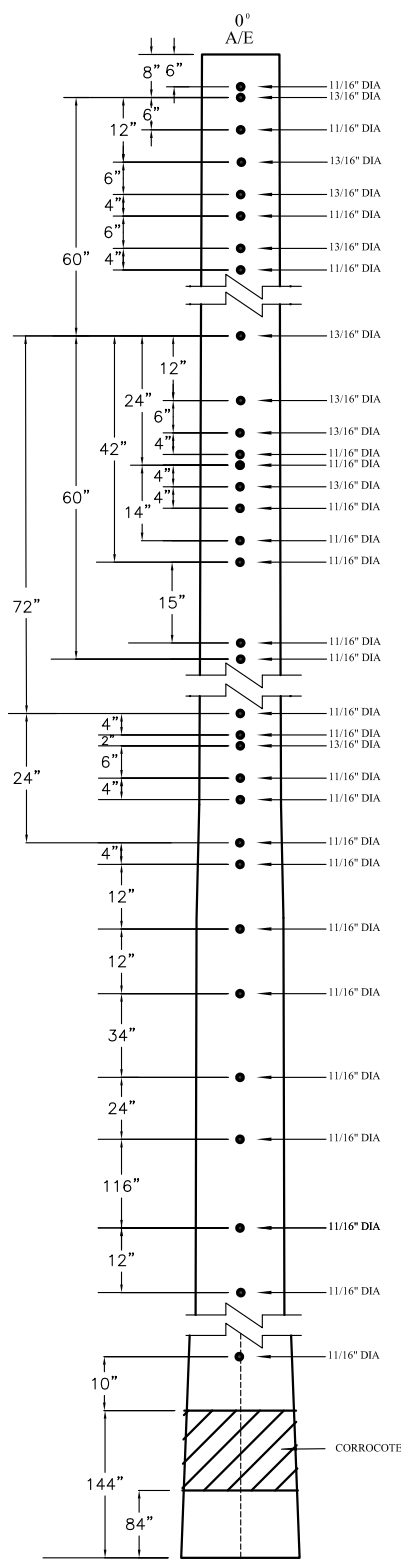 0⁰
A/E
8" 6"
11/16" DIA
13/16" DIA
12" 6"
11/16" DIA
13/16" DIA
6"
13/16" DIA
4"
11/16" DIA
6"
60"
13/16" DIA
4"
11/16" DIA
13/16" DIA
12"
24"
13/16" DIA
6"
13/16" DIA
42" 4"
11/16" DIA
11/16" DIA
4"
13/16" DIA
60" 14" 4"
11/16" DIA
11/16" DIA
11/16" DIA
72" 15"
11/16" DIA
11/16" DIA
11/16" DIA
4"
11/16" DIA
2"
13/16" DIA
24" 6"
11/16" DIA
4"
11/16" DIA
11/16" DIA
4"
11/16" DIA
12"
11/16" DIA
12"
11/16" DIA
34"
11/16" DIA
24"
11/16" DIA
116"
11/16" DIA
12"
11/16" DIA
11/16" DIA
10"
CORROCOTE
144"
84"